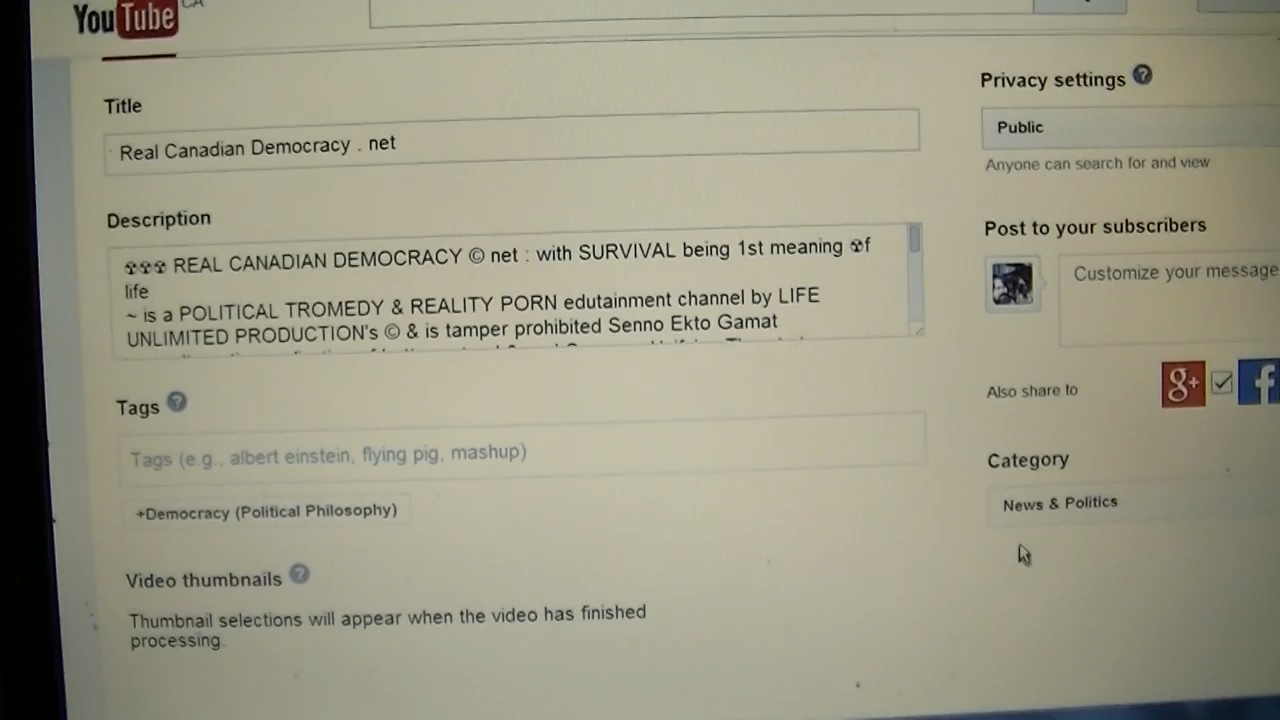 YouTube CA
Title
Real Canadian Democracy . net
Description
☢☢☢ REAL CANADIAN DEMOCRACY © net : with SURVIVAL being 1st meaning ☢f
life
~ is a POLITICAL TROMEDY & REALITY PORN edutainment channel by LIFE
UNLIMITED PRODUCTION's © & is tamper prohibited Senno Ekto Gamat
Tags ?
Tags (e.g., albert einstein, flying pig, mashup)
+Democracy (Political Philosophy)
Video thumbnails ?
Thumbnail selections will appear when the video has finished
processing.
Privacy settings ?
Public
Anyone can search for and view
Post to your subscribers
Customize your message
Also share to g+ f
Category
News & Politics